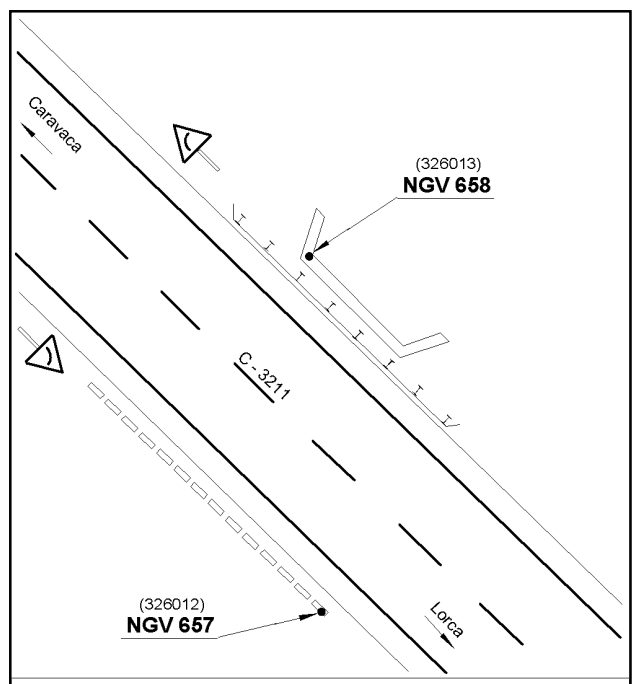 Caravaca
(326013)
NGV 658
C - 3211
(326012)
NGV 657
Lorca